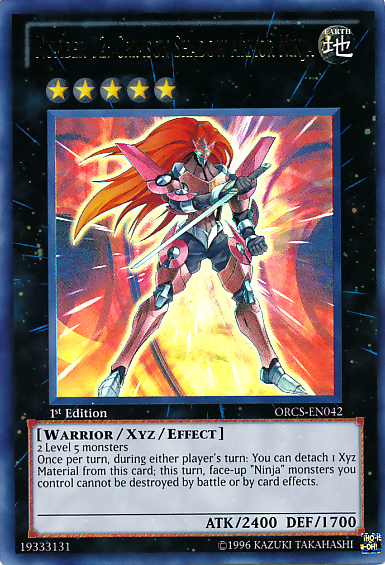 EARTH
地
1st Edition
ORCS-EN042
[WARRIOR/XYZ/EFFECT]
2 Level 5 monsters
Once per turn, during either player's turn: You can detach 1 Xyz
Material from this card; this turn, face-up "Ninja" monsters you
control cannot be destroyed by battle or by card effects.
ATK/2400 DEF/1700
19333131
©1996 KAZUKI TAKAHASHI